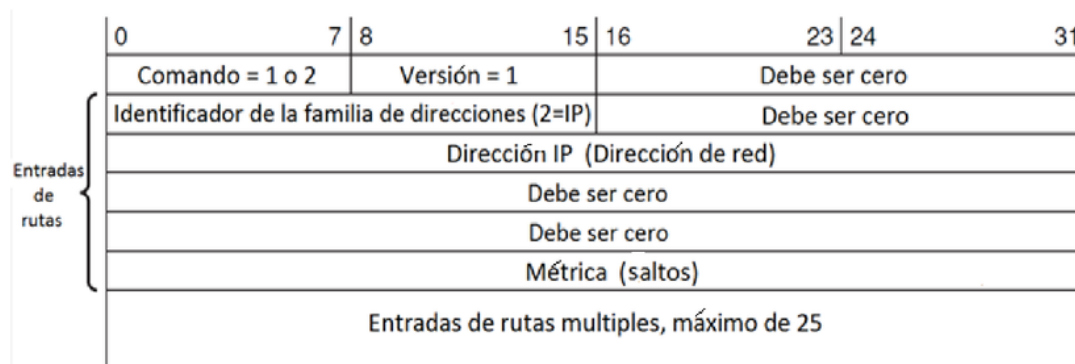 0 7 8 15 16 23 24 31
Comando = 1 o 2 Versión = 1 Debe ser cero
Identificador de la familia de direcciones (2=IP) Debe ser cero
Dirección IP (Dirección de red)
Debe ser cero
Debe ser cero
Métrica (saltos)
Entradas
de
rutas
Entradas de rutas multiples, máximo de 25